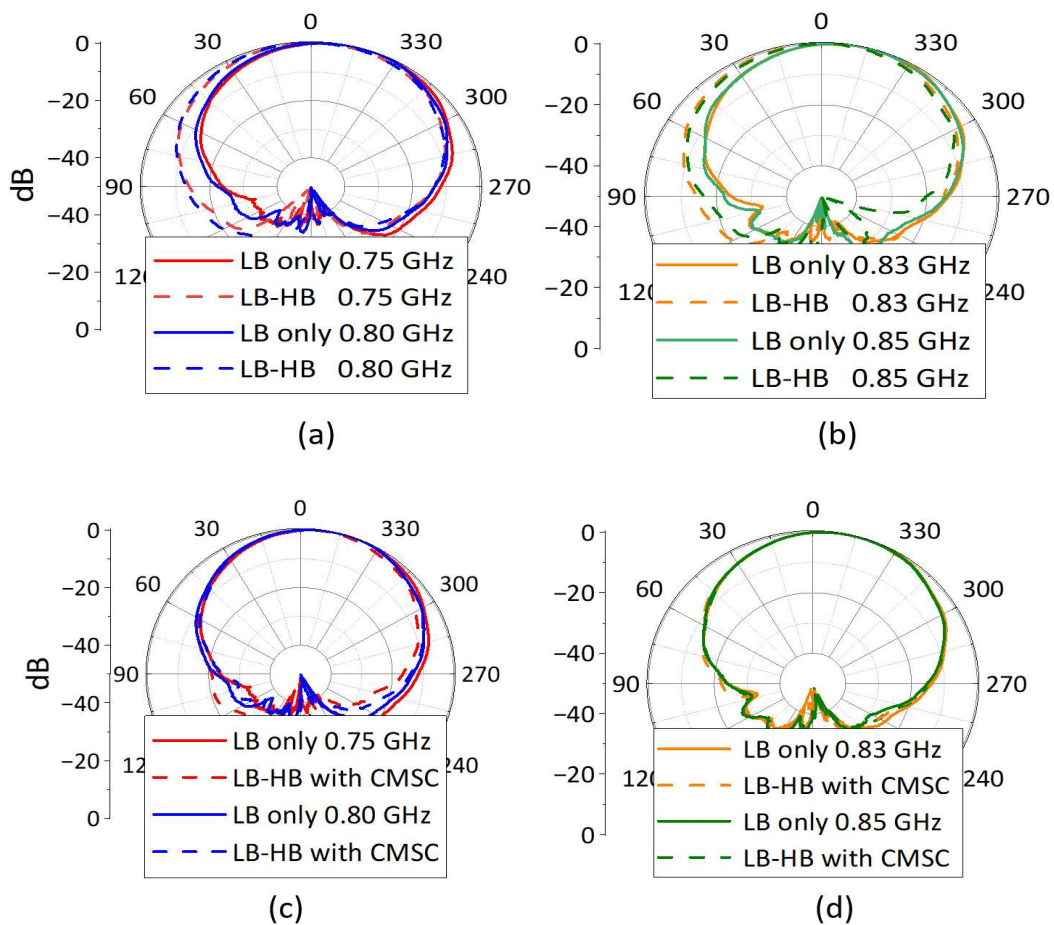 0
0
30
330
−20
60
300
−40
dB
90
270
−40
120
240
−20
0
LB only 0.75 GHz
LB-HB 0.75 GHz
LB only 0.80 GHz
LB-HB 0.80 GHz
(a)
0
0
30
330
−20
60
300
−40
90
270
−40
240
−20
0
LB only 0.83 GHz
LB-HB 0.83 GHz
LB only 0.85 GHz
LB-HB 0.85 GHz
(b)
0
0
30
330
−20
60
300
−40
dB
90
270
−40
240
−20
0
LB only 0.75 GHz
LB-HB with CMSC
LB only 0.80 GHz
LB-HB with CMSC
(c)
0
0
30
330
−20
60
300
−40
90
270
−40
240
−20
0
LB only 0.83 GHz
LB-HB with CMSC
LB only 0.85 GHz
LB-HB with CMSC
(d)